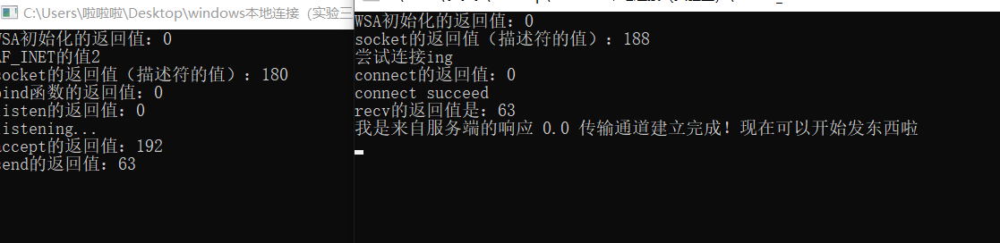 C:\Users\啦啦啦\Desktop\windows本地连接 (实验三
WSA初始化的返回值：0
AF_INET的值2
socket的返回值（描述符的值）：180
bind函数的返回值：0
listen的返回值：0
listening...
accept的返回值：192
send的返回值：63
WSA初始化的返回值：0
socket的返回值（描述符的值）：188
尝试连接ing
connect的返回值：0
connect succeed
recv的返回值是：63
我是来自服务端的响应 0.0 传输通道建立完成！现在可以开始发东西啦